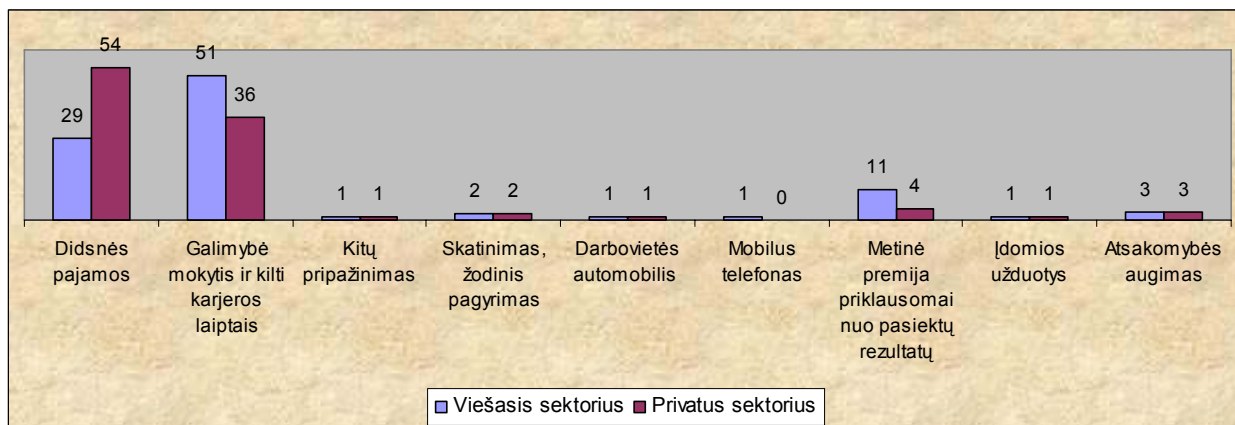 54
51
36
29
11
4
3 3
2 2
1 1
1 1
1 0
1 1
Didsnės
pajamos
Galimybė
mokytis ir kilti
karjeros
laiptais
Kitų
pripažinimas
Skatinimas,
žodinis
pagyrimas
Darbovietės
automobilis
Mobilus
telefonas
Metinė
premija
priklausomai
nuo pasiektų
rezultatų
Įdomios
užduotys
Atsakomybės
augimas
Viešasis sektorius Privatus sektorius